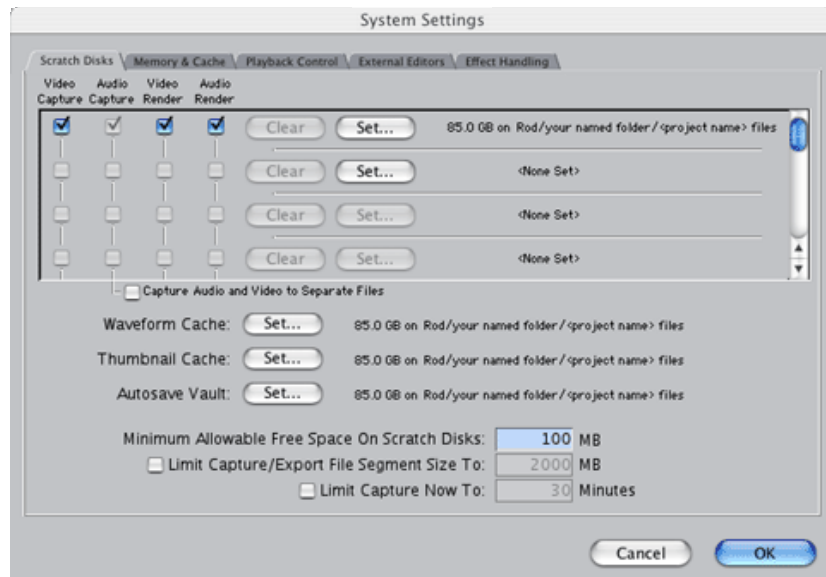 System Settings
Scratch Disks Memory & Cache Playback Control External Editors Effect Handling
Video Audio Video Audio
Capture Capture Render Render
Clear Set... 85.0 GB on Rod/your named folder/<project name> files
Clear Set... <None Set>
Clear Set... <None Set>
Clear Set... <None Set>
Capture Audio and Video to Separate Files
Waveform Cache: Set... 85.0 GB on Rod/your named folder/<project name> files
Thumbnail Cache: Set... 85.0 GB on Rod/your named folder/<project name> files
Autosave Vault: Set... 85.0 GB on Rod/your named folder/<project name> files
Minimum Allowable Free Space On Scratch Disks: 100 MB
Limit Capture/Export File Segment Size To: 2000 MB
Limit Capture Now To: 30 Minutes
Cancel OK